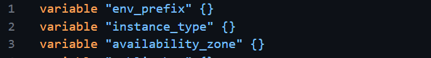 1 variable "env_prefix" {}
2 variable "instance_type" {}
3 variable "availability_zone" {}